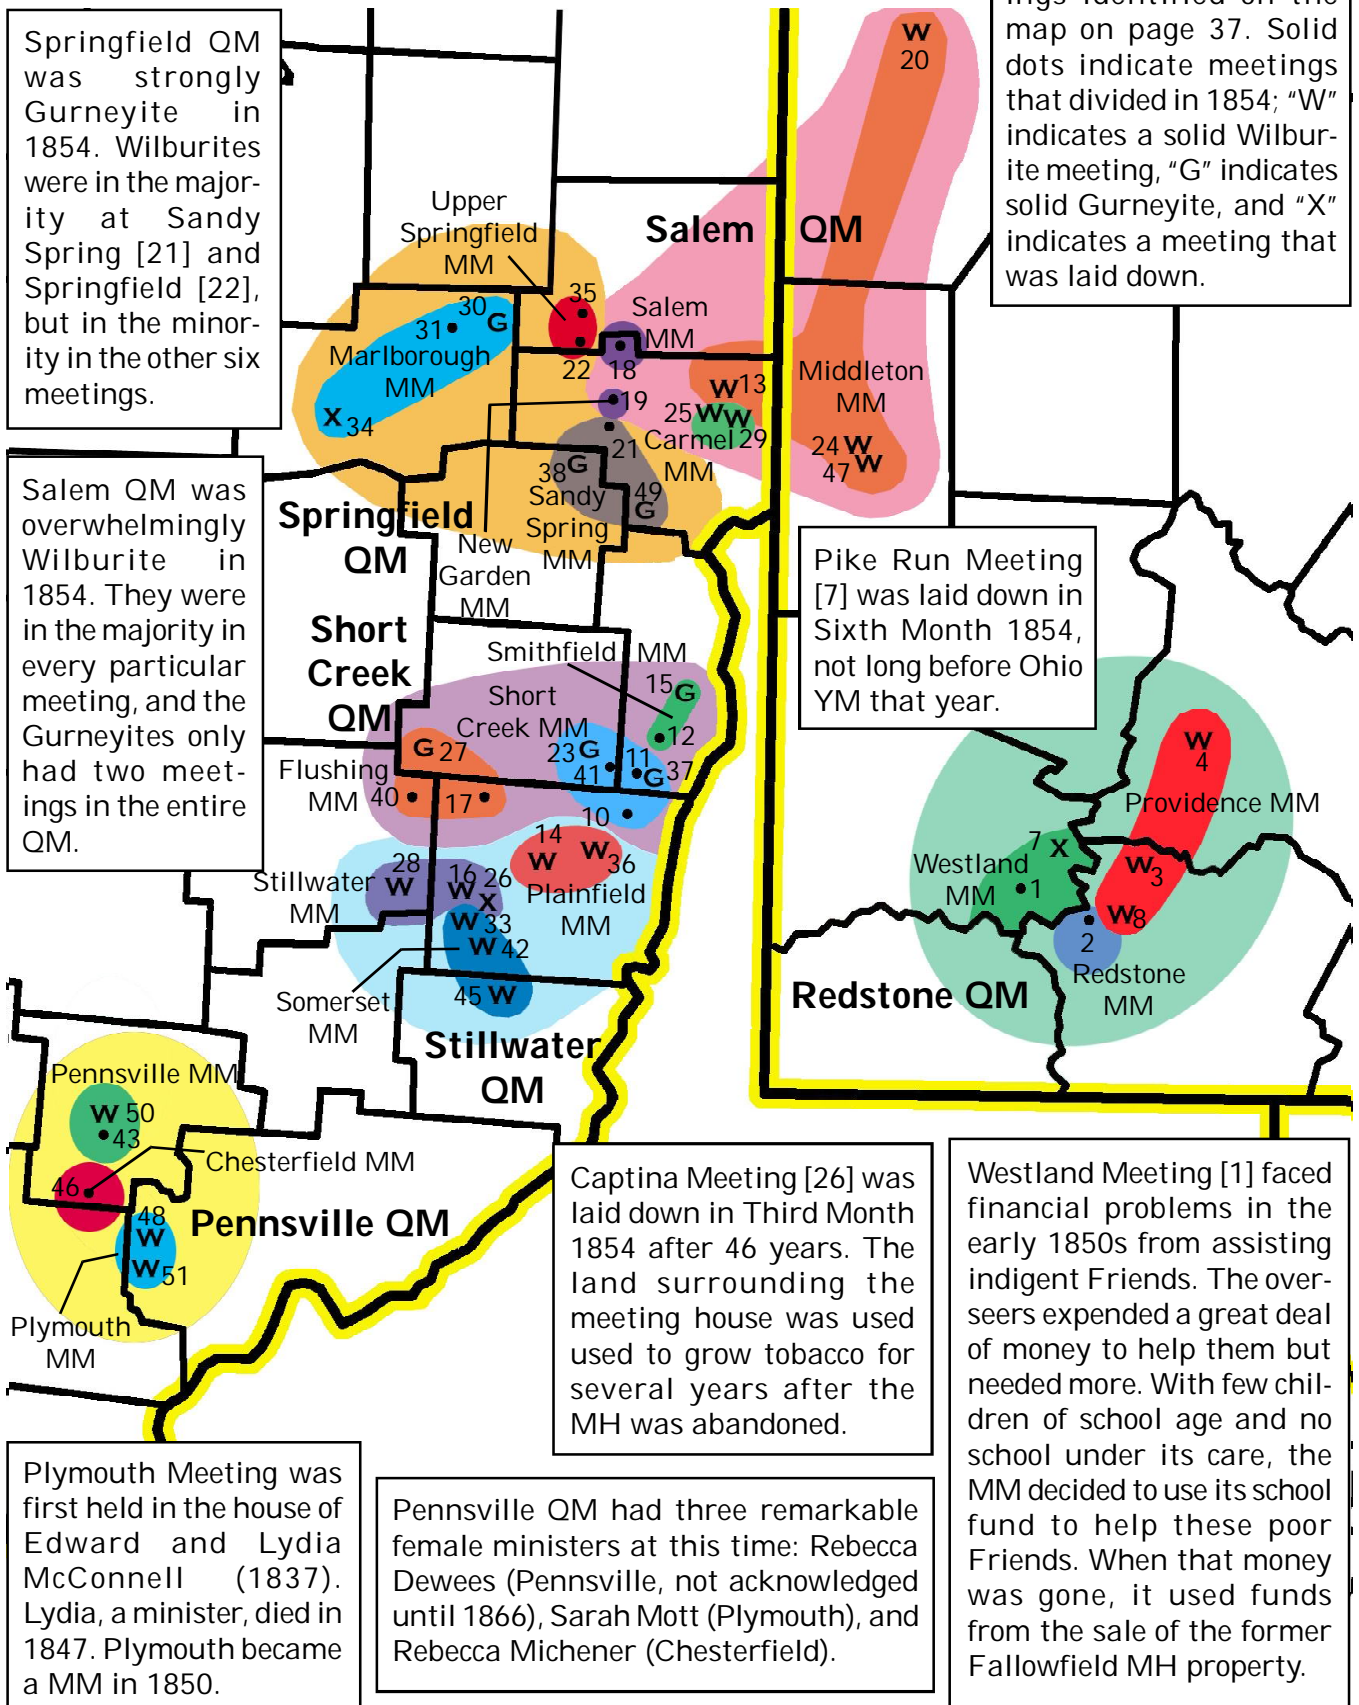 Springfield QM
was strongly
Gurneyite in
1854. Wilburites
were in the major-
ity at Sandy
Spring [21] and
Springfield [22],
but in the minor-
ity in the other six
meetings.
ings identified on the
map on page 37. Solid
dots indicate meetings
that divided in 1854; “W”
indicates a solid Wilbur-
ite meeting, “G” indicates
solid Gurneyite, and “X”
indicates a meeting that
was laid down.
W
20
Upper
Springfield
MM
Salem QM
30
G
31
35
Salem
MM
Marlborough
MM
22
18
X
34
19
W
13
25
W
W
29
Carmel
MM
Middleton
MM
24
W
47
W
21
38
G
Sandy
Spring
MM
49
G
Salem QM was
overwhelmingly
Wilburite in
1854. They were
in the majority in
every particular
meeting, and the
Gurneyites only
had two meet-
ings in the entire
QM.
Springfield
QM
New
Garden
MM
Pike Run Meeting
[7] was laid down in
Sixth Month 1854,
not long before Ohio
YM that year.
Short
Creek
QM
Smithfield MM
15
G
Short
Creek MM
12
G
27
23
G
11
41
G
37
Flushing
MM
40
17
10
W
4
Providence MM
7
X
Westland
MM
1
W
3
W
8
2
Redstone
MM
Redstone QM
14
W
W
36
Plainfield
MM
28
W
Stillwater
MM
16
W
26
X
W
33
W
42
Somerset
MM
45
W
Stillwater
QM
Pennsville MM
W
50
43
Chesterfield MM
46
48
W
W
51
Pennsville QM
Plymouth
MM
Captina Meeting [26] was
laid down in Third Month
1854 after 46 years. The
land surrounding the
meeting house was used
used to grow tobacco for
several years after the
MH was abandoned.
Westland Meeting [1] faced
financial problems in the
early 1850s from assisting
indigent Friends. The over-
seers expended a great deal
of money to help them but
needed more. With few chil-
dren of school age and no
school under its care, the
MM decided to use its school
fund to help these poor
Friends. When that money
was gone, it used funds
from the sale of the former
Fallowfield MH property.
Plymouth Meeting was
first held in the house of
Edward and Lydia
McConnell (1837).
Lydia, a minister, died in
1847. Plymouth became
a MM in 1850.
Pennsville QM had three remarkable
female ministers at this time: Rebecca
Dewees (Pennsville, not acknowledged
until 1866), Sarah Mott (Plymouth), and
Rebecca Michener (Chesterfield).